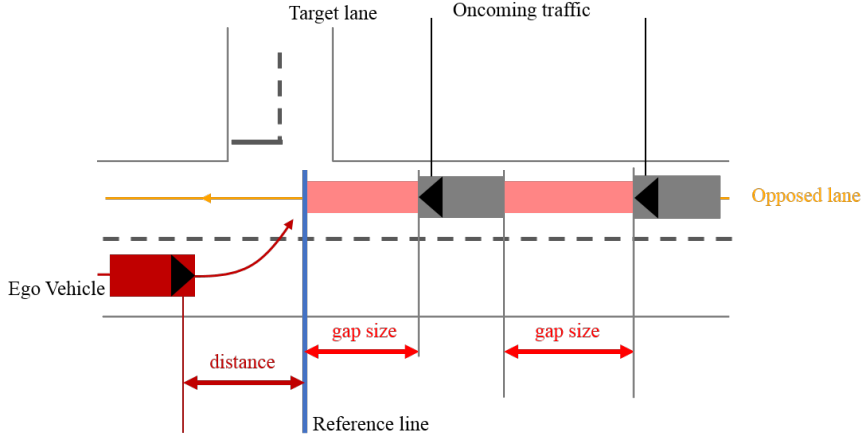 Target lane
Oncoming traffic
Opposed lane
Ego Vehicle
gap size
gap size
distance
Reference line